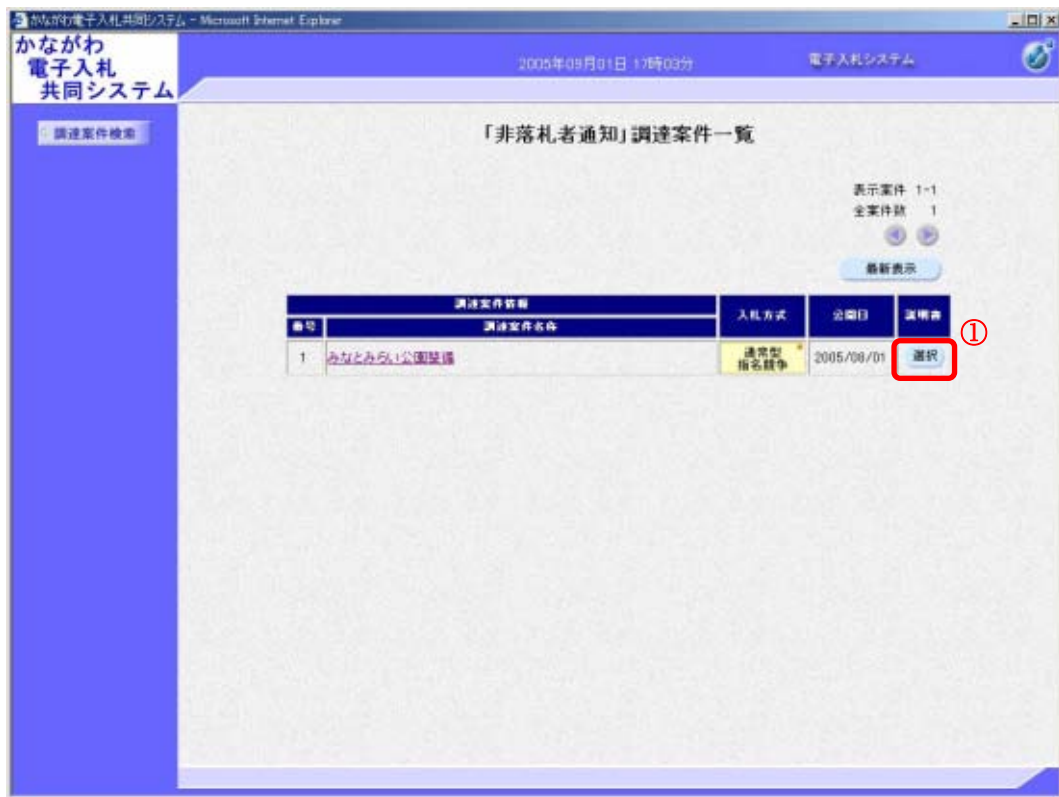 かながわ電子入札共同システム - Microsoft Internet Explorer
かながわ
電子入札
共同システム
2005年09月01日 17時03分
電子入札システム
調達案件検索
「非落札者通知」調達案件一覧
表示案件 1-1
全案件数 1
最新表示
調達案件情報
入札方式
公開日
説明書
番号
調達案件名称
①
1
みなとみらい公園整備
通常型
指名競争
2005/08/01
選択